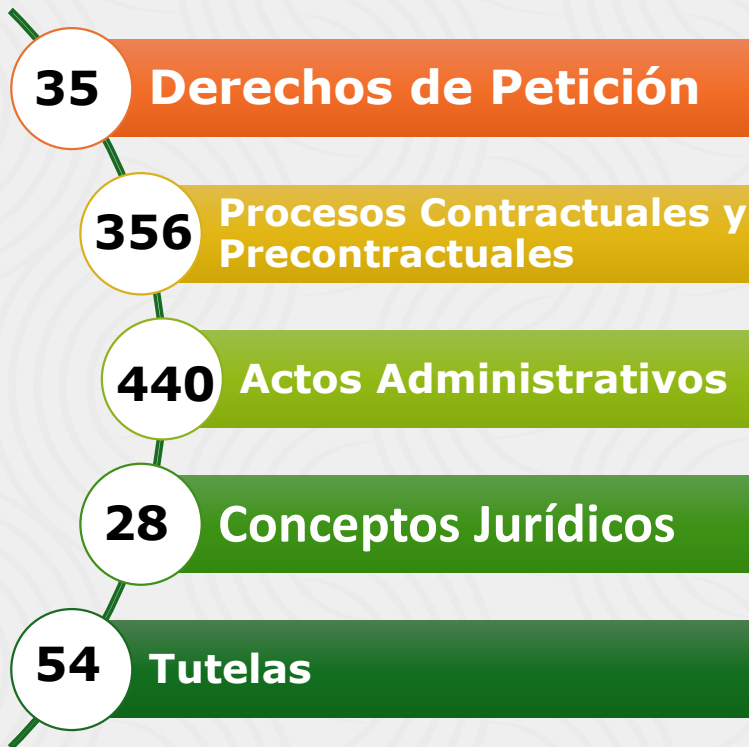 35
Derechos de Petición
356
Procesos Contractuales y
Precontractuales
440
Actos Administrativos
28
Conceptos Jurídicos
54
Tutelas